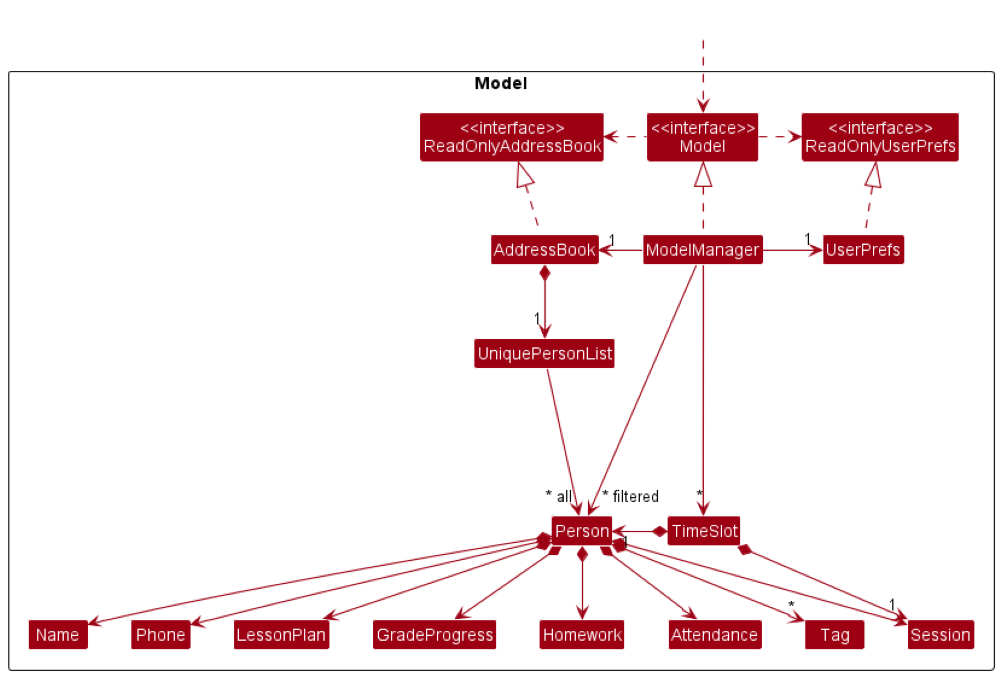 Model
<<interface>>
ReadOnlyAddressBook
<<interface>>
Model
<<interface>>
ReadOnlyUserPrefs
AddressBook
1
ModelManager
1
UserPrefs
1
UniquePersonList
* all
* filtered
*
Person
1
TimeSlot
*
1
Name
Phone
LessonPlan
GradeProgress
Homework
Attendance
Tag
Session